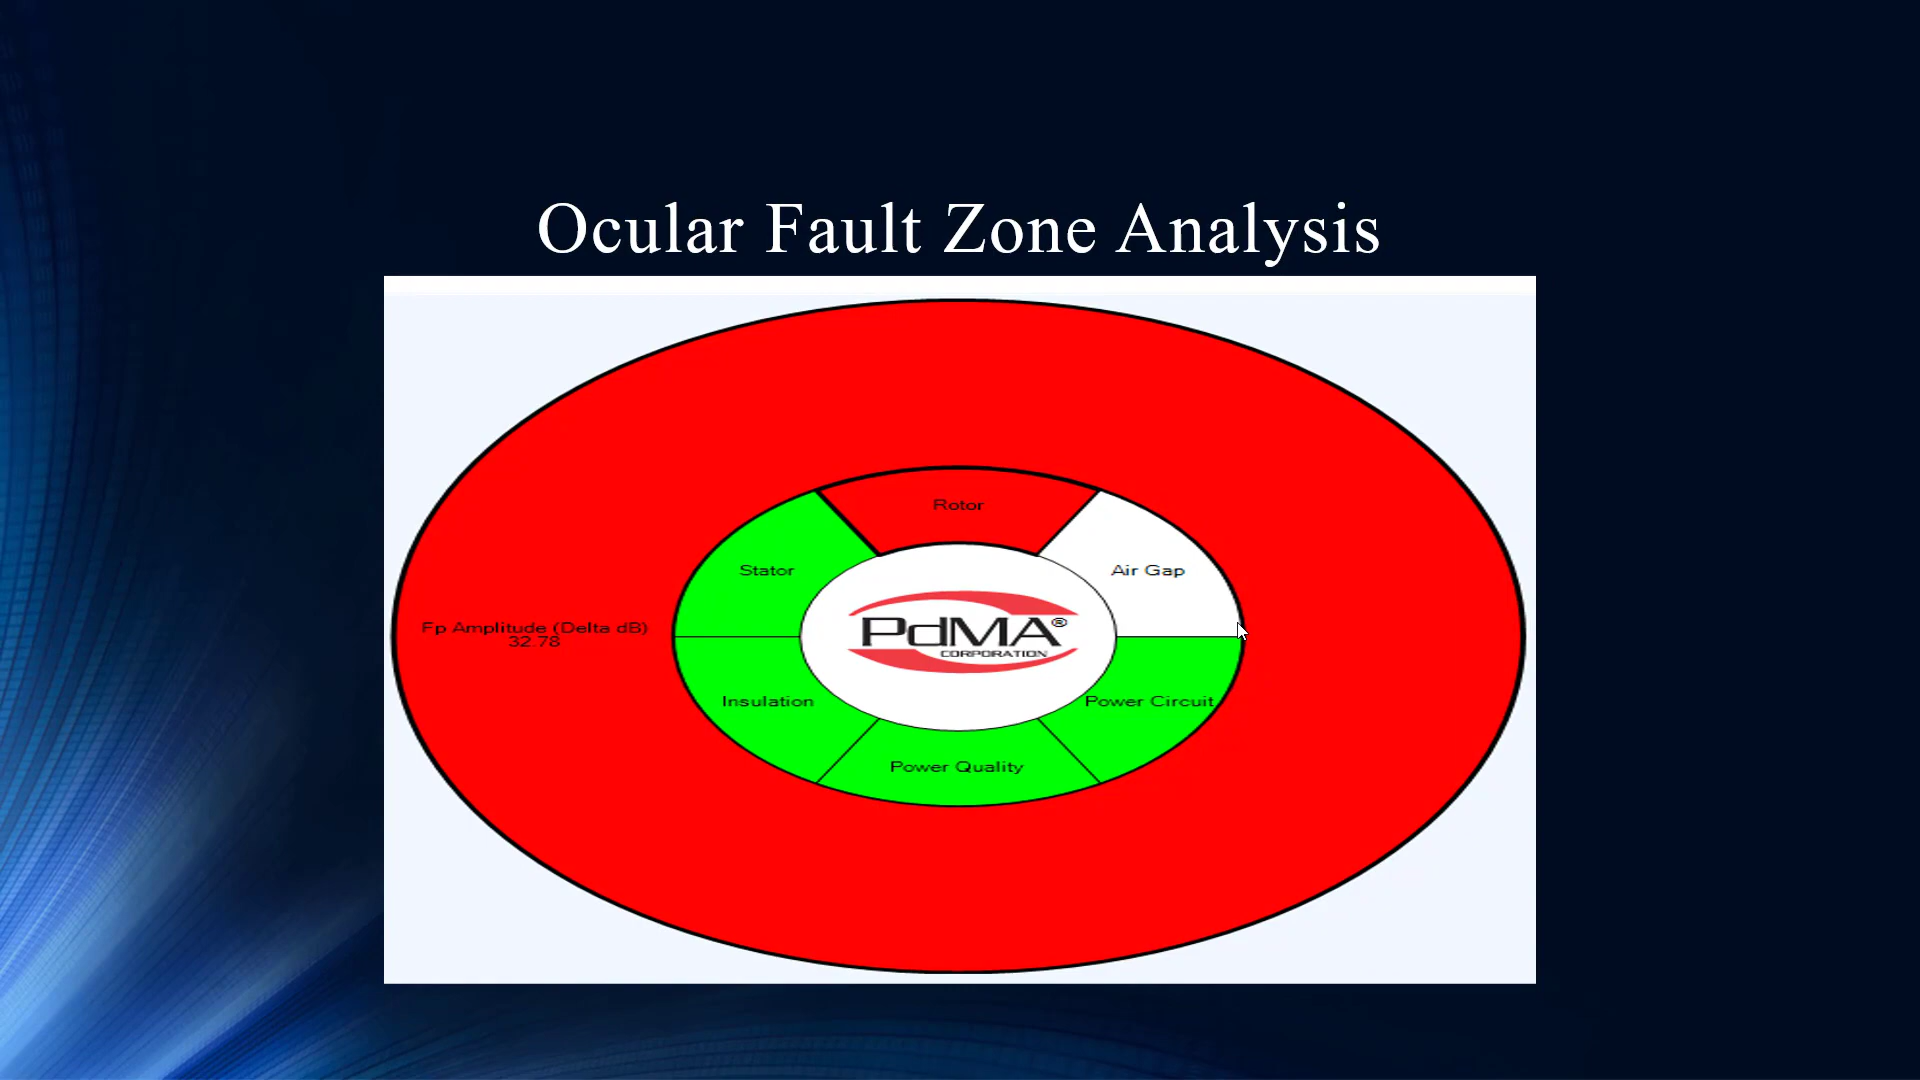 Ocular Fault Zone Analysis
Rotor
Stator
Air Gap
Fp Amplitude (Delta dB)
32.78
PdMA®
CORPORATION
Insulation
Power Circuit
Power Quality